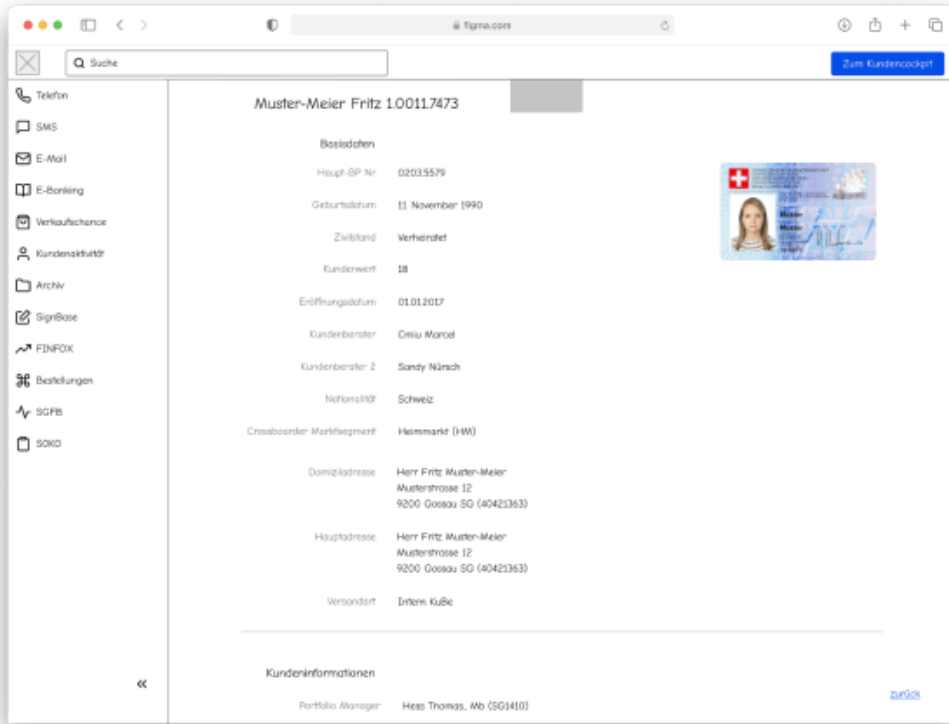 figma.com
Suche
Zum Kundencockpit
Telefon
SMS
E-Mail
E-Banking
Verkaufschance
Kundenaktivität
Archiv
SignBase
FINFOX
Bestellungen
SGFB
SOKO
Muster-Meier Fritz 1.0011.7473
Basisdaten
Haupt-BP Nr 0203.5579
Geburtsdatum 11. November 1990
Zivilstand Verheiratet
Kundenwert 18
Eröffnungsdatum 01.01.2017
Kundenberater Cmiu Marcel
Kundenberater 2 Sandy Nürsch
Nationalität Schweiz
Crossboarder Marktsegment Heimmarkt (HM)
Domiziladresse Herr Fritz Muster-Meier
Musterstrasse 12
9200 Gossau SG (40421363)
Hauptadresse Herr Fritz Muster-Meier
Musterstrasse 12
9200 Gossau SG (40421363)
Versandart Intern KuBe
Kundeninformationen
zurück
Portfolio Manager Hess Thomas, Mb (SG1410)
Muster